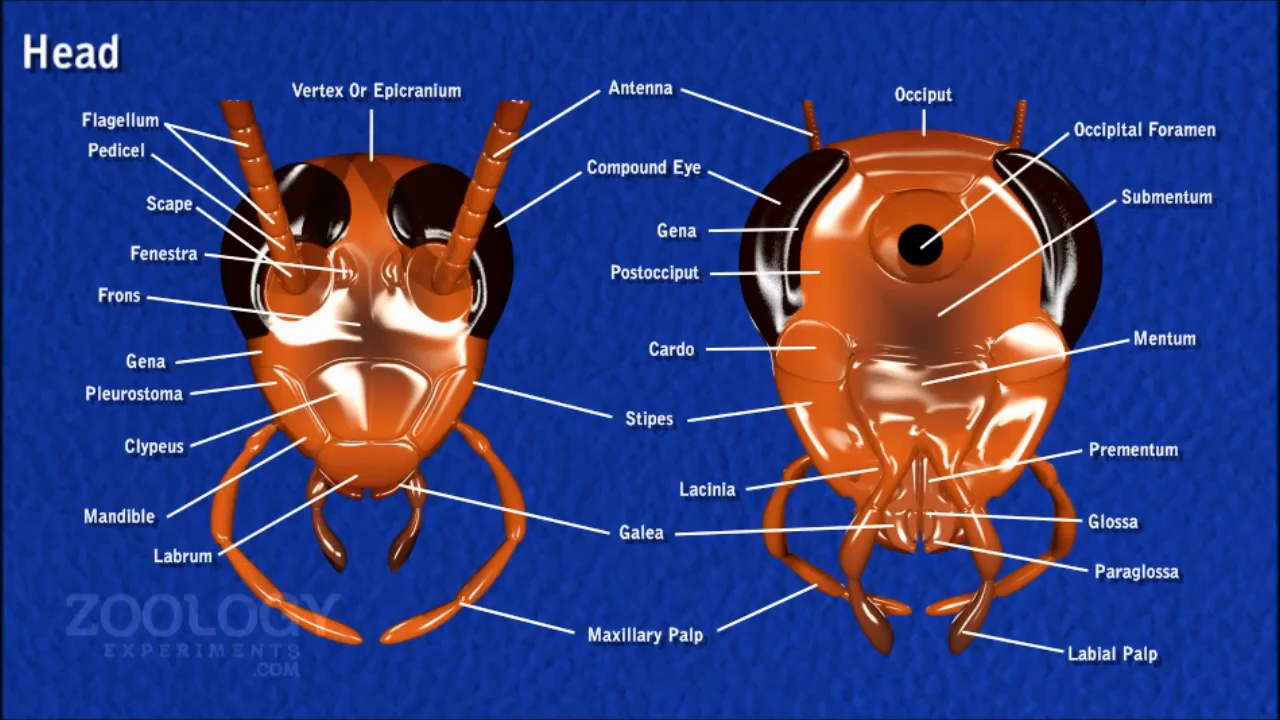 Head
Vertex Or Epicranium
Flagellum
Pedicel
Scape
Fenestra
Frons
Gena
Pleurostoma
Clypeus
Mandible
Labrum
Antenna
Compound Eye
Gena
Postocciput
Cardo
Stipes
Lacinia
Galea
Maxillary Palp
Occiput
Occipital Foramen
Submentum
Mentum
Prementum
Glossa
Paraglossa
Labial Palp
ZOOLOGY
EXPERIMENTS
.COM